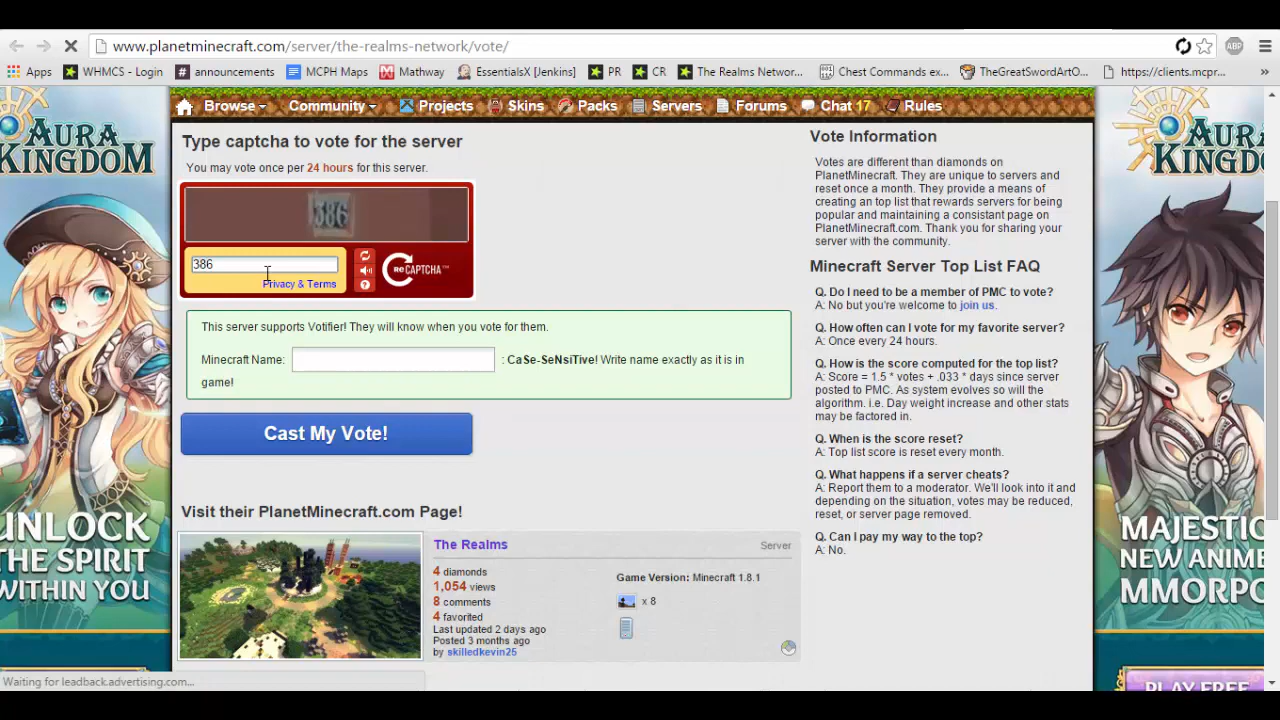 www.planetminecraft.com/server/the-realms-network/vote/
ABP
Apps WHMCS - Login announcements MCPH Maps Mathway EssentialsX [Jenkins] PR CR The Realms Networ... Chest Commands ex... TheGreatSwordArtO... https://clients.mcpr... »
Browse Community Projects Skins Packs Servers Forums Chat 17 Rules
AURA
KINGDOM
UNLOCK
THE SPIRIT
WITHIN YOU
Type captcha to vote for the server
You may vote once per 24 hours for this server.
386
386
Privacy & Terms
reCAPTCHA™
This server supports Votifier! They will know when you vote for them.
Minecraft Name: : CaSe-SeNsiTive! Write name exactly as it is in
game!
Cast My Vote!
Visit their PlanetMinecraft.com Page!
The Realms Server
4 diamonds
1,054 views
8 comments
4 favorited
Last updated 2 days ago
Posted 3 months ago
by skilledkevin25
Game Version: Minecraft 1.8.1
x 8
Vote Information
Votes are different than diamonds on
PlanetMinecraft. They are unique to servers and
reset once a month. They provide a means of
creating an top list that rewards servers for being
popular and maintaining a consistant page on
PlanetMinecraft.com. Thank you for sharing your
server with the community.
Minecraft Server Top List FAQ
Q. Do I need to be a member of PMC to vote?
A: No but you're welcome to join us.
Q. How often can I vote for my favorite server?
A: Once every 24 hours.
Q. How is the score computed for the top list?
A: Score = 1.5 * votes + .033 * days since server
posted to PMC. As system evolves so will the
algorithm. i.e. Day weight increase and other stats
may be factored in.
Q. When is the score reset?
A: Top list score is reset every month.
Q. What happens if a server cheats?
A: Report them to a moderator. We'll look into it and
depending on the situation, votes may be reduced,
reset, or server page removed.
Q. Can I pay my way to the top?
A: No.
AUR
KINGD
MAJESTIC
NEW ANIME
MMORPG
PLAY FREE
Waiting for leadback.advertising.com...